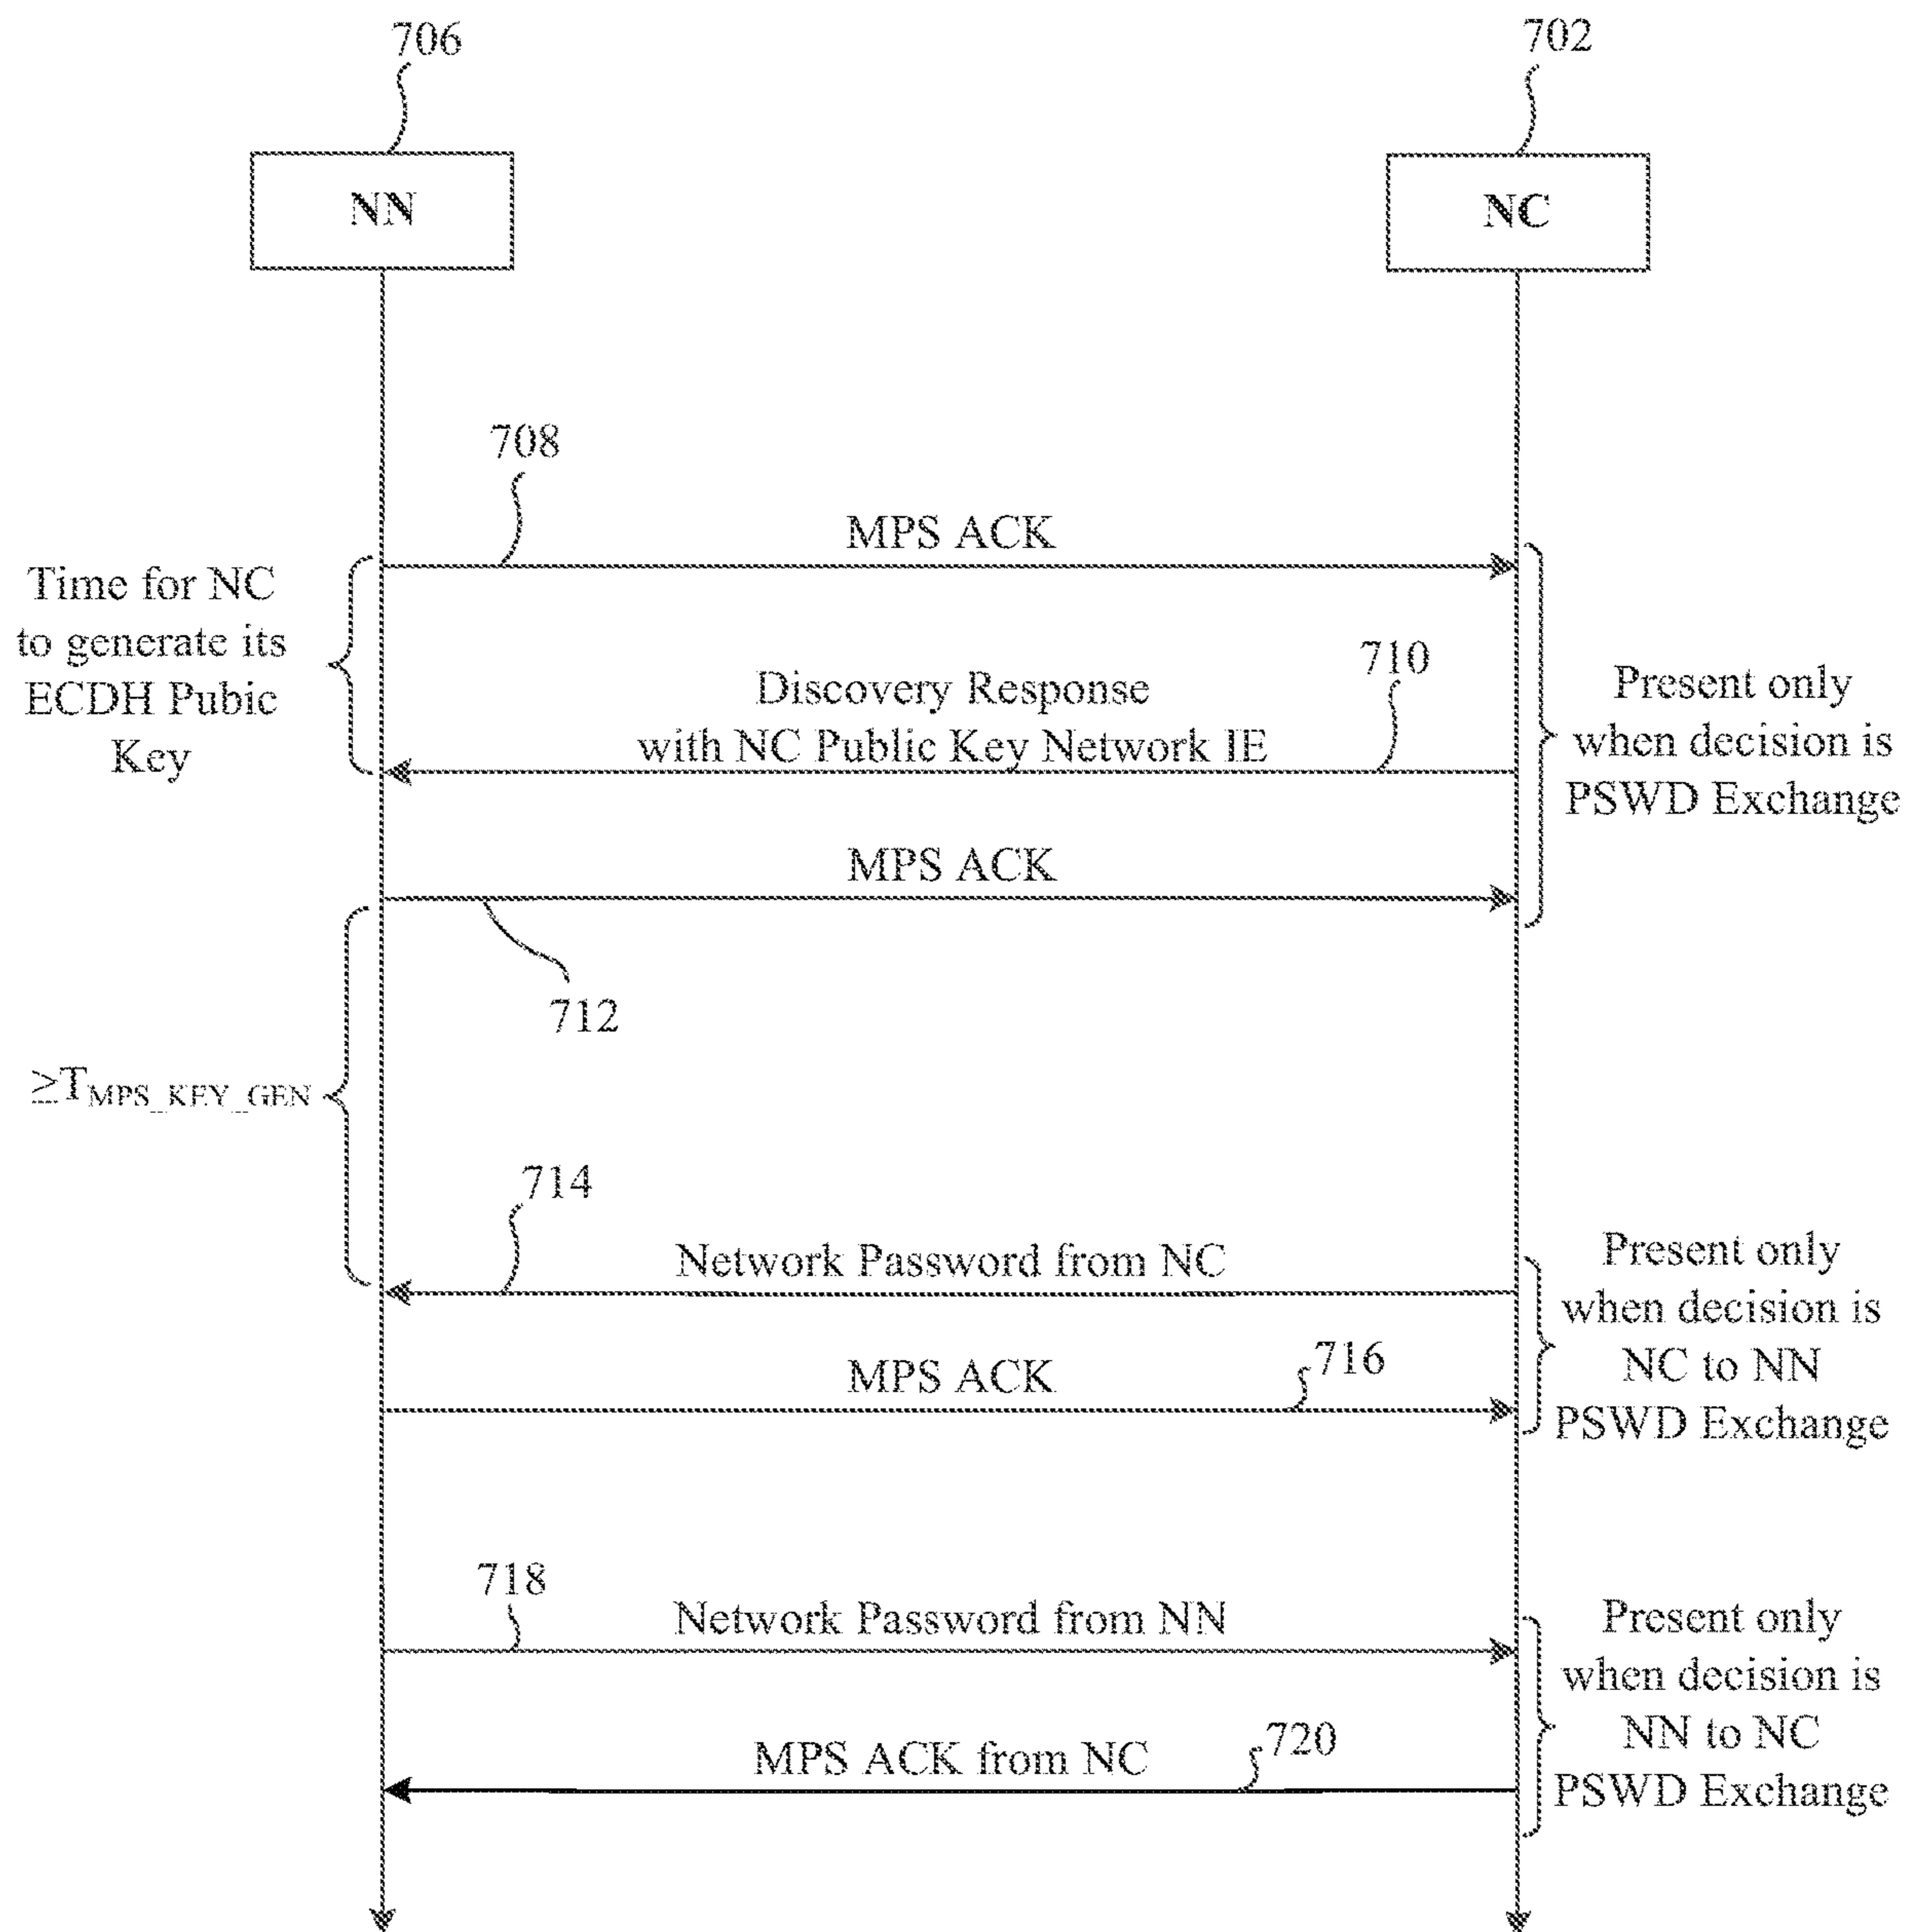 706
702
NN
NC
708
MPS ACK
Time for NC
to generate its
ECDH Pubic
Key
710
Discovery Response
with NC Public Key Network IE
Present only
when decision is
PSWD Exchange
MPS ACK
712
≥TMPS_KEY_GEN
714
Network Password from NC
716
MPS ACK
Present only
when decision is
NC to NN
PSWD Exchange
718
Network Password from NN
720
MPS ACK from NC
Present only
when decision is
NN to NC
PSWD Exchange